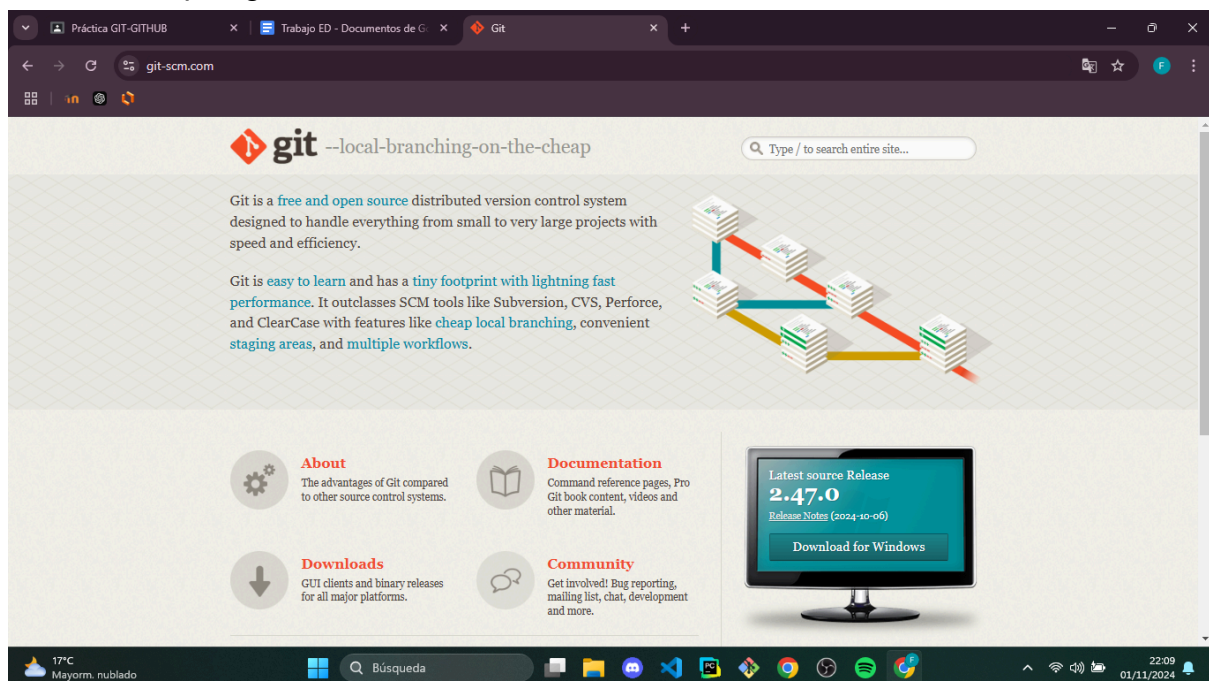 Práctica GIT-GITHUB
Trabajo ED - Documentos de G
Git
git-scm.com
F
git --local-branching-on-the-cheap
Type / to search entire site...
Git is a free and open source distributed version control system
designed to handle everything from small to very large projects with
speed and efficiency.
Git is easy to learn and has a tiny footprint with lightning fast
performance. It outclasses SCM tools like Subversion, CVS, Perforce,
and ClearCase with features like cheap local branching, convenient
staging areas, and multiple workflows.
About
The advantages of Git compared
to other source control systems.
Documentation
Command reference pages, Pro
Git book content, videos and
other material.
Downloads
GUI clients and binary releases
for all major platforms.
Community
Get involved! Bug reporting,
mailing list, chat, development
and more.
Latest source Release
2.47.0
Release Notes (2024-10-06)
Download for Windows
17°C
Mayorm. nublado
Búsqueda
22:09
01/11/2024